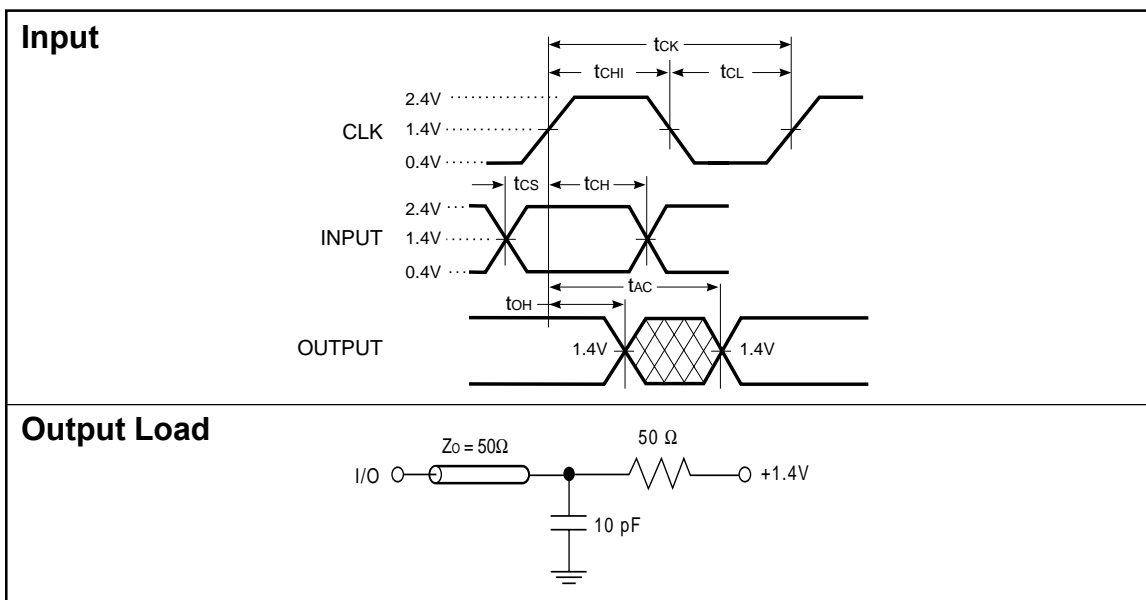 Input
tCK
tCHI
tCL
2.4V
CLK
1.4V
0.4V
tCS
tCH
2.4V
INPUT
1.4V
0.4V
tAC
tOH
OUTPUT
1.4V
1.4V
Output Load
ZO = 50Ω
50 Ω
I/O
+1.4V
10 pF